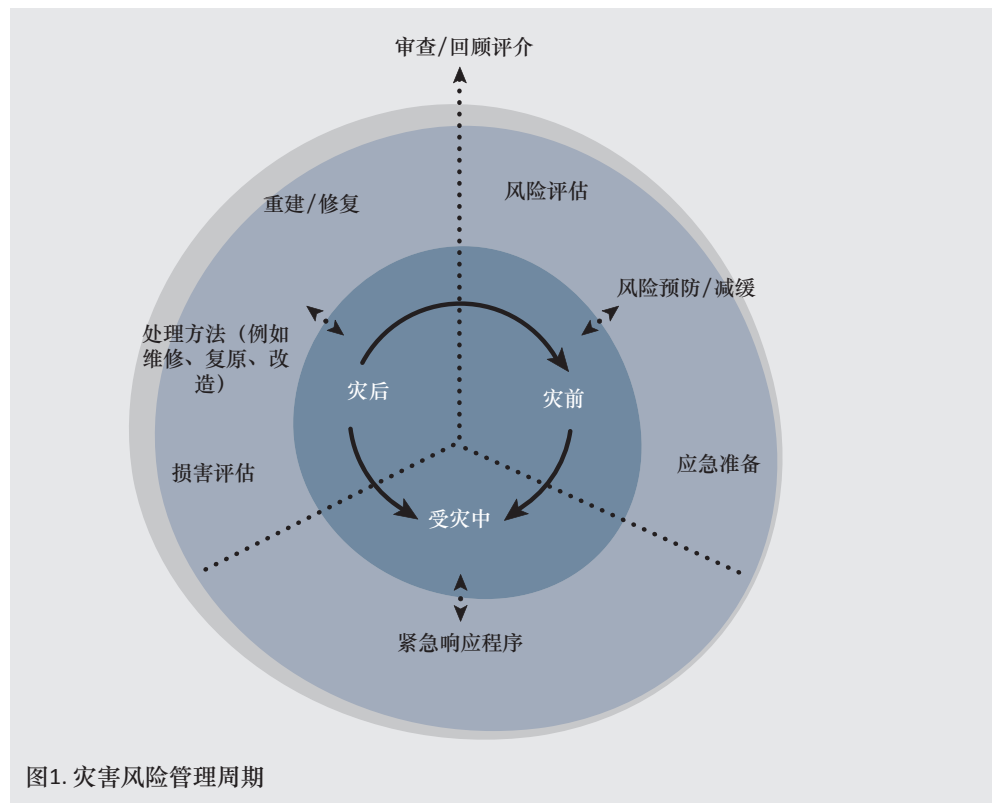 审查/回顾评介
风险评估
重建/修复
风险预防/减缓
处理方法（例如
维修、复原、改
造）
灾后
灾前
应急准备
损害评估
受灾中
紧急响应程序
图1. 灾害风险管理周期